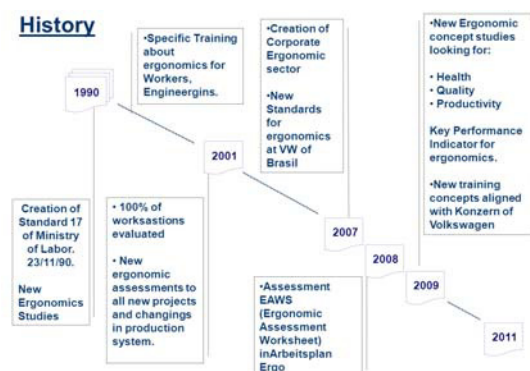 History
1990
•Specific Training
about
ergonomics for
Workers,
Engineergins.
•Creation of
Corporate
Ergonomic
sector
•New
Standards
for
ergonomics
at VW of
Brasil
•New Ergonomic
concept studies
looking for:
• Health
• Quality
• Productivity
Key Performance
Indicator for
ergonomics.
•New training
concepts aligned
with Konzern of
Volkswagen
2001
Creation of
Standard 17
of Ministry
of Labor.
23/11/90.
New
Ergonomics
Studies
• 100% of
worksastions
evaluated
• New
ergonomic
assessments to
all new projects
and changings
in production
system.
2007
2008
2009
2011
•Assessment
EAWS
(Ergonomic
Assessment
Worksheet)
inArbeitsplan
Ergo